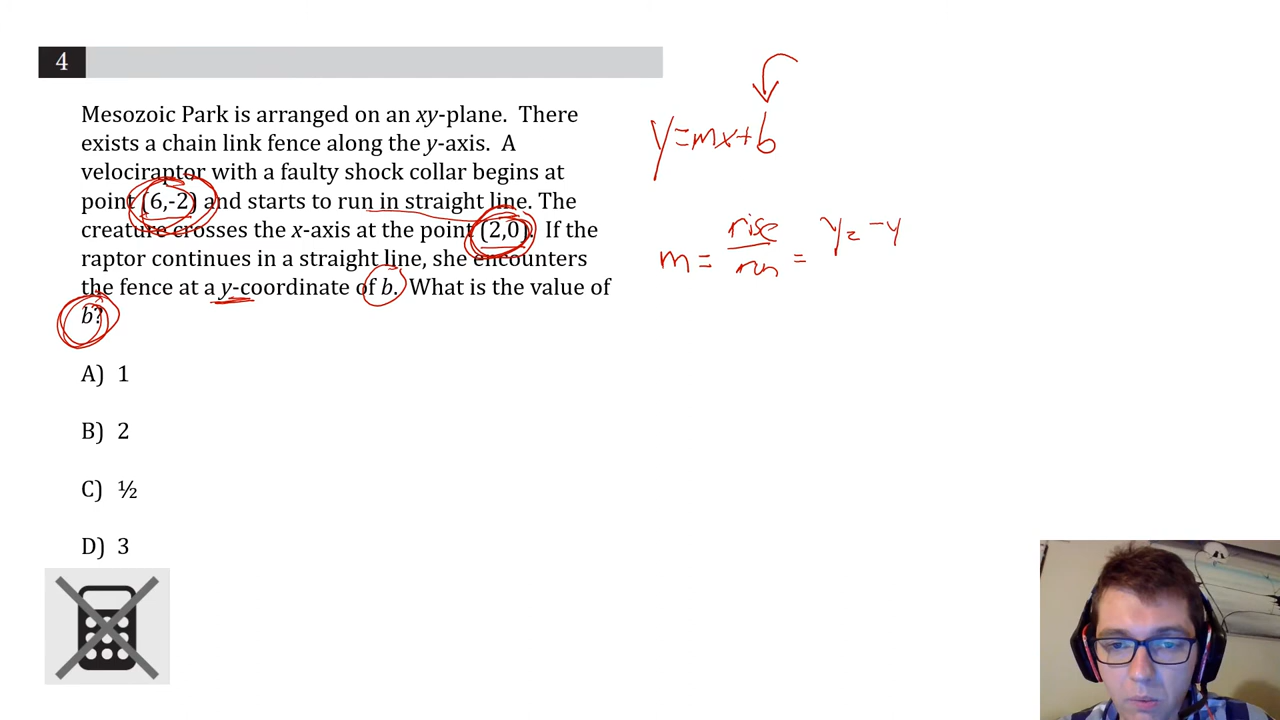 4
Mesozoic Park is arranged on an xy-plane. There
exists a chain link fence along the y-axis. A
velociraptor with a faulty shock collar begins at
point (6,-2) and starts to run in straight line. The
creature crosses the x-axis at the point (2,0). If the
raptor continues in a straight line, she encounters
the fence at a y-coordinate of b. What is the value of
b?
A) 1
B) 2
C) ½
D) 3
y=mx+b
m = rise/run = y₂ -y